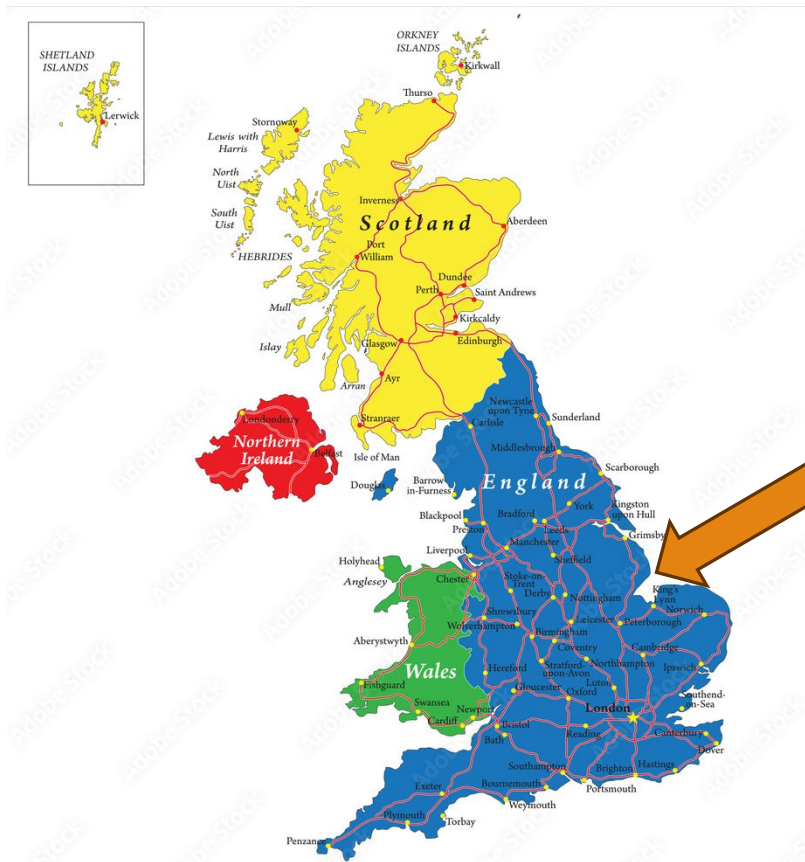 SHETLAND
ISLANDS
Lerwick
ORKNEY
ISLANDS
Kirkwall
Thurso
Stornoway
Lewis with
Harris
North
Uist
South
Uist
HEBRIDES
Inverness
Scotland
Aberdeen
Port
William
Dundee
Perth
Saint Andrews
Mull
Kirkcaldy
Glasgow
Edinburgh
Islay
Arran
Ayr
Stranraer
Londonderry
Northern
Ireland
Belfast
Isle of Man
Douglas
Newcastle
upon Tyne
Sunderland
Carlisle
Middlesbrough
Scarborough
England
Barrow-
in-Furness
York
Kingston
upon Hull
Blackpool
Bradford
Leeds
Preston
Grimsby
Manchester
Liverpool
Sheffield
Holyhead
Anglesey
Chester
Stoke-on-
Trent
Derby
Nottingham
King's
Lynn
Norwich
Shrewsbury
Wolverhampton
Leicester
Peterborough
Birmingham
Coventry
Cambridge
Aberystwyth
Wales
Hereford
Stratford-
upon-Avon
Northhampton
Ipswich
Fishguard
Gloucester
Luton
Oxford
Southend-
on-Sea
Swansea
Newport
Cardiff
London
Bristol
Reading
Canterbury
Bath
Dover
Southampton
Brighton
Hastings
Exeter
Bournemouth
Portsmouth
Weymouth
Plymouth
Torbay
Penzance
Adobe Stock